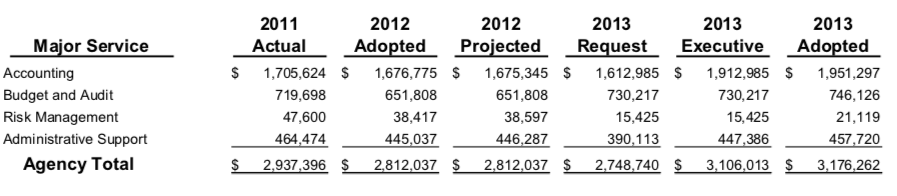 2011 2012 2012 2013 2013 2013
Major Service Actual Adopted Projected Request Executive Adopted
Accounting $ 1,705,624 $ 1,676,775 $ 1,675,345 $ 1,612,985 $ 1,912,985 $ 1,951,297
Budget and Audit 719,698 651,808 651,808 730,217 730,217 746,126
Risk Management 47,600 38,417 38,597 15,425 15,425 21,119
Administrative Support 464,474 445,037 446,287 390,113 447,386 457,720
Agency Total $ 2,937,396 $ 2,812,037 $ 2,812,037 $ 2,748,740 $ 3,106,013 $ 3,176,262